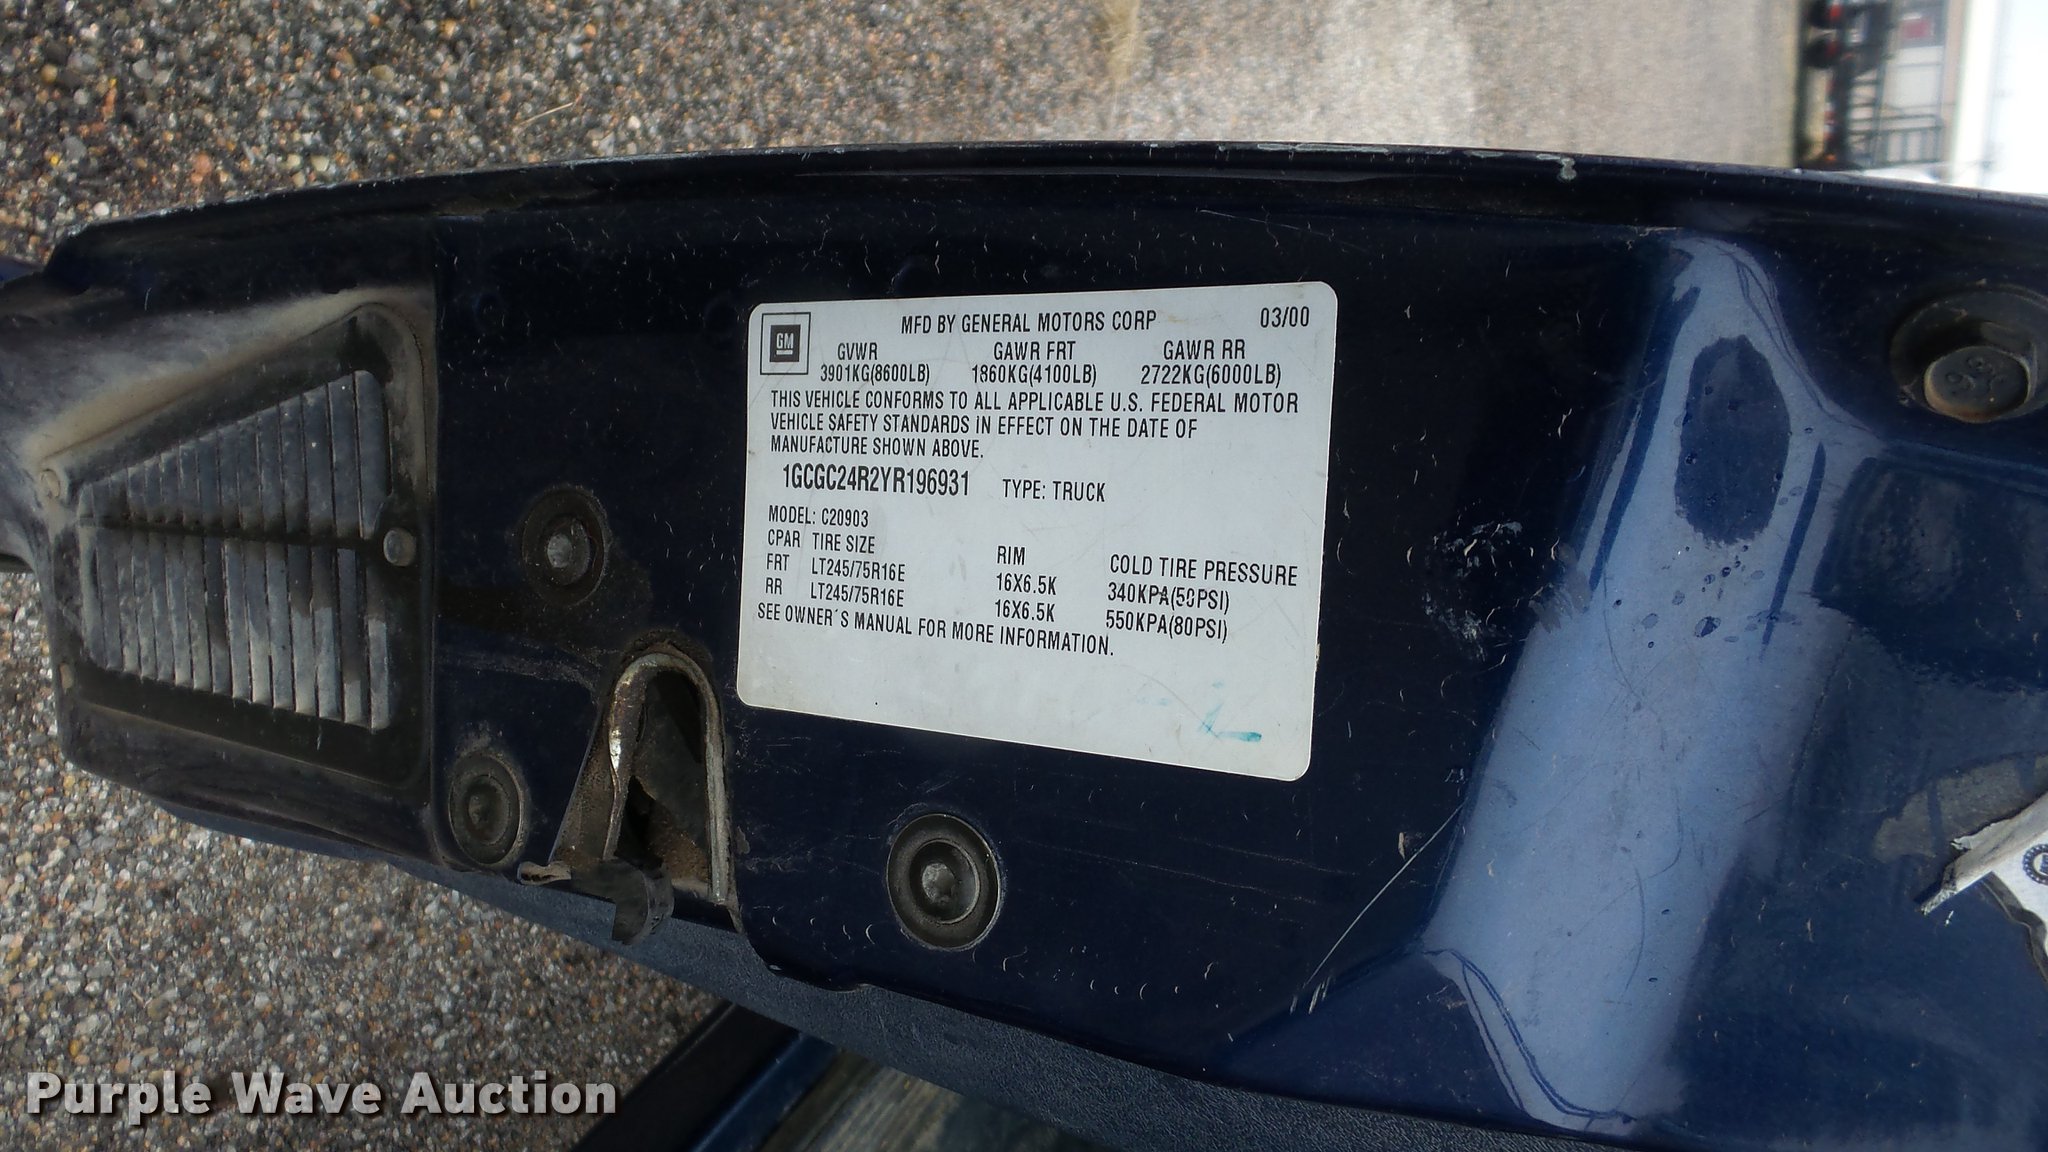 GM
MFD BY GENERAL MOTORS CORP 03/00
GVWR GAWR FRT GAWR RR
3901KG(8600LB) 1860KG(4100LB) 2722KG(6000LB)
THIS VEHICLE CONFORMS TO ALL APPLICABLE U.S. FEDERAL MOTOR
VEHICLE SAFETY STANDARDS IN EFFECT ON THE DATE OF
MANUFACTURE SHOWN ABOVE.
1GCGC24R2YR196931 TYPE: TRUCK
MODEL: C20903
CPAR TIRE SIZE RIM COLD TIRE PRESSURE
FRT LT245/75R16E 16X6.5K 340KPA(50PSI)
RR LT245/75R16E 16X6.5K 550KPA(80PSI)
SEE OWNER'S MANUAL FOR MORE INFORMATION.
Purple Wave Auction